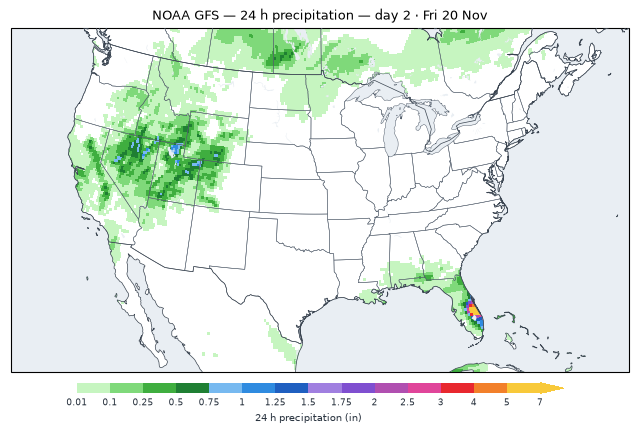 NOAA GFS — 24 h precipitation — day 2 · Fri 20 Nov
0.01 0.1 0.25 0.5 0.75 1 1.25 1.5 1.75 2 2.5 3 4 5 7
24 h precipitation (in)